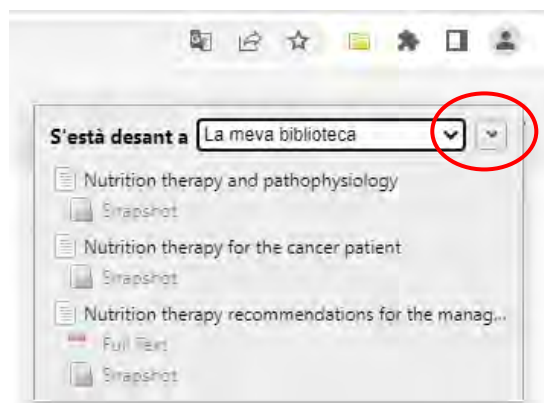 S'està desant a La meva biblioteca
Nutrition therapy and pathophysiology
Snapshot
Nutrition therapy for the cancer patient
Snapshot
Nutrition therapy recommendations for the manag...
Full Text
Snapshot